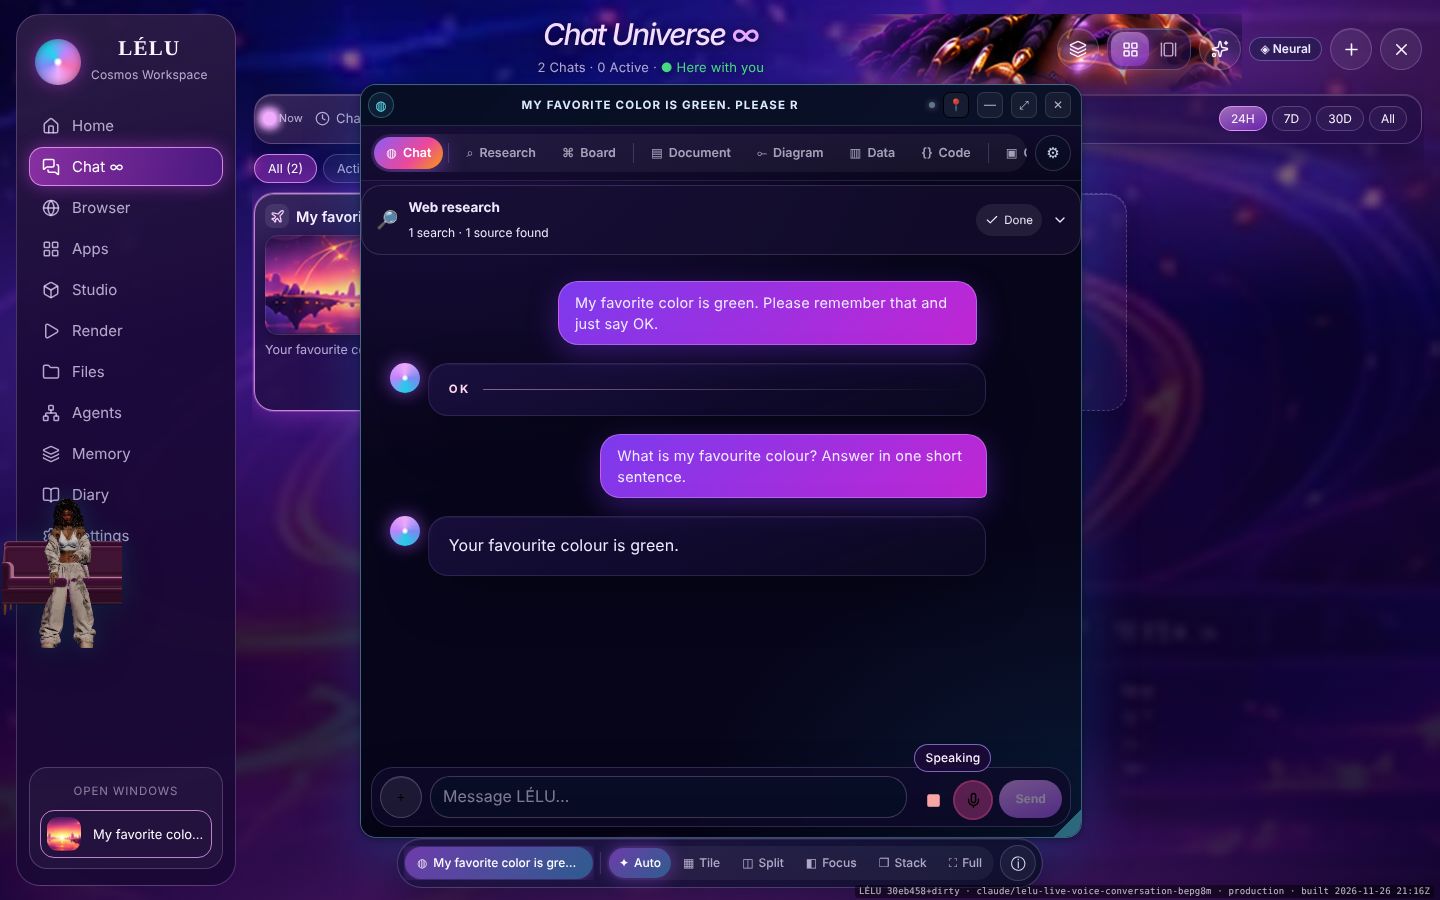 LÉLU
Cosmos Workspace
Home
Chat ∞
Browser
Apps
Studio
Render
Files
Agents
Memory
Diary
ettings
OPEN WINDOWS
My favorite colo...
Chat Universe ∞
2 Chats · 0 Active · ● Here with you
◈ Neural
Now
Cha
24H 7D 30D All
All (2) Acti
My favori
Your favourite c
MY FAVORITE COLOR IS GREEN. PLEASE R
Chat Research ⌘ Board Document Diagram Data {} Code
Web research
1 search · 1 source found
Done
My favorite color is green. Please remember that and
just say OK.
OK
What is my favourite colour? Answer in one short
sentence.
Your favourite colour is green.
Speaking
+
Message LÉLU...
Send
My favorite color is gre... Auto Tile Split Focus Stack Full
LÉLU 30eb458+dirty · claude/lelu-live-voice-conversation-bepg8m · production · built 2026-11-26 21:16Z